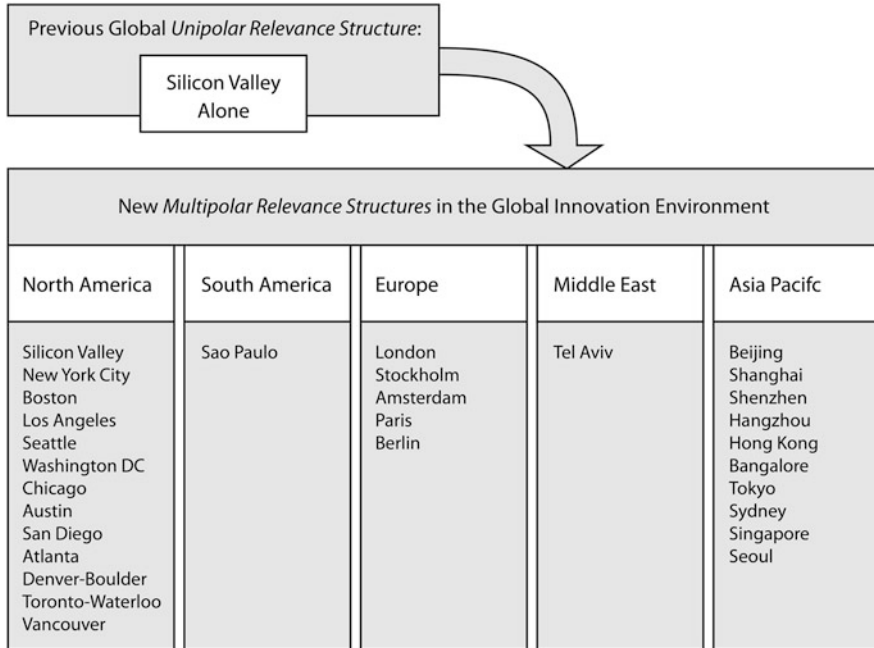 Previous Global Unipolar Relevance Structure:
Silicon Valley
Alone
New Multipolar Relevance Structures in the Global Innovation Environment
North America
South America
Europe
Middle East
Asia Pacifc
Silicon Valley
New York City
Boston
Los Angeles
Seattle
Washington DC
Chicago
Austin
San Diego
Atlanta
Denver-Boulder
Toronto-Waterloo
Vancouver
Sao Paulo
London
Stockholm
Amsterdam
Paris
Berlin
Tel Aviv
Beijing
Shanghai
Shenzhen
Hangzhou
Hong Kong
Bangalore
Tokyo
Sydney
Singapore
Seoul